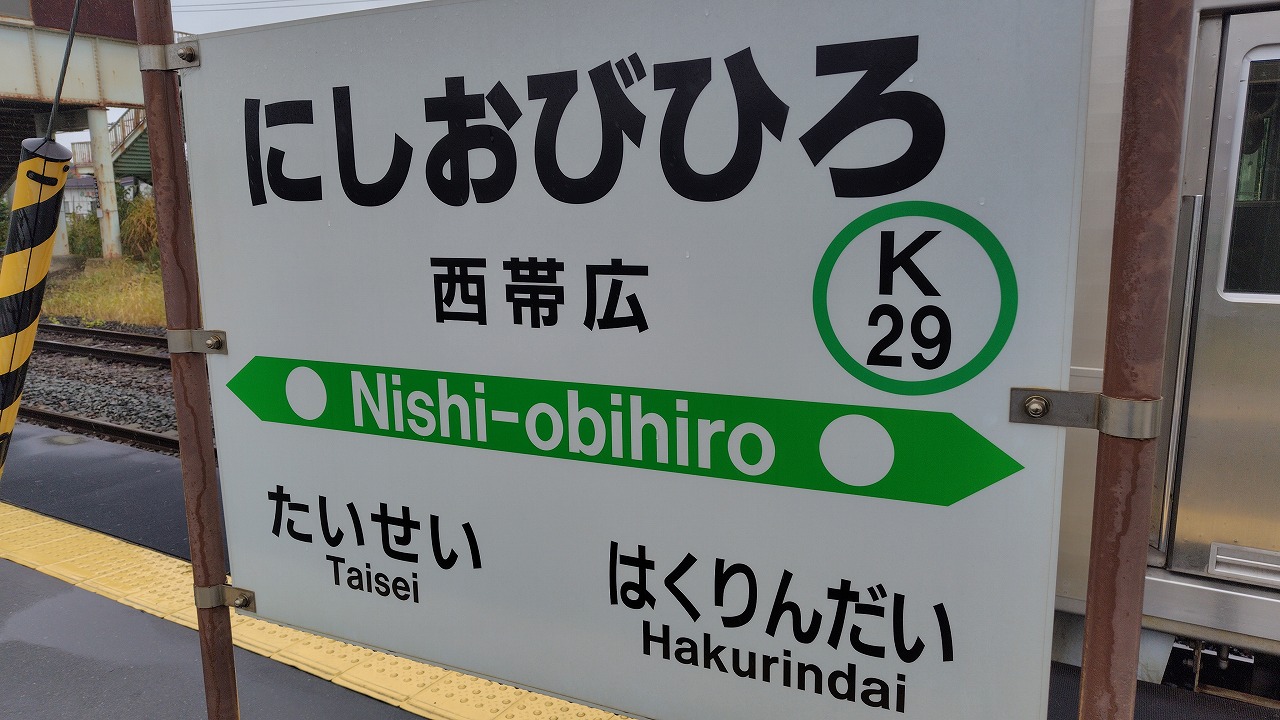 にしおびひろ
西帯広
K
29
Nishi-obihiro
たいせい
Taisei
はくりんだい
Hakurindai